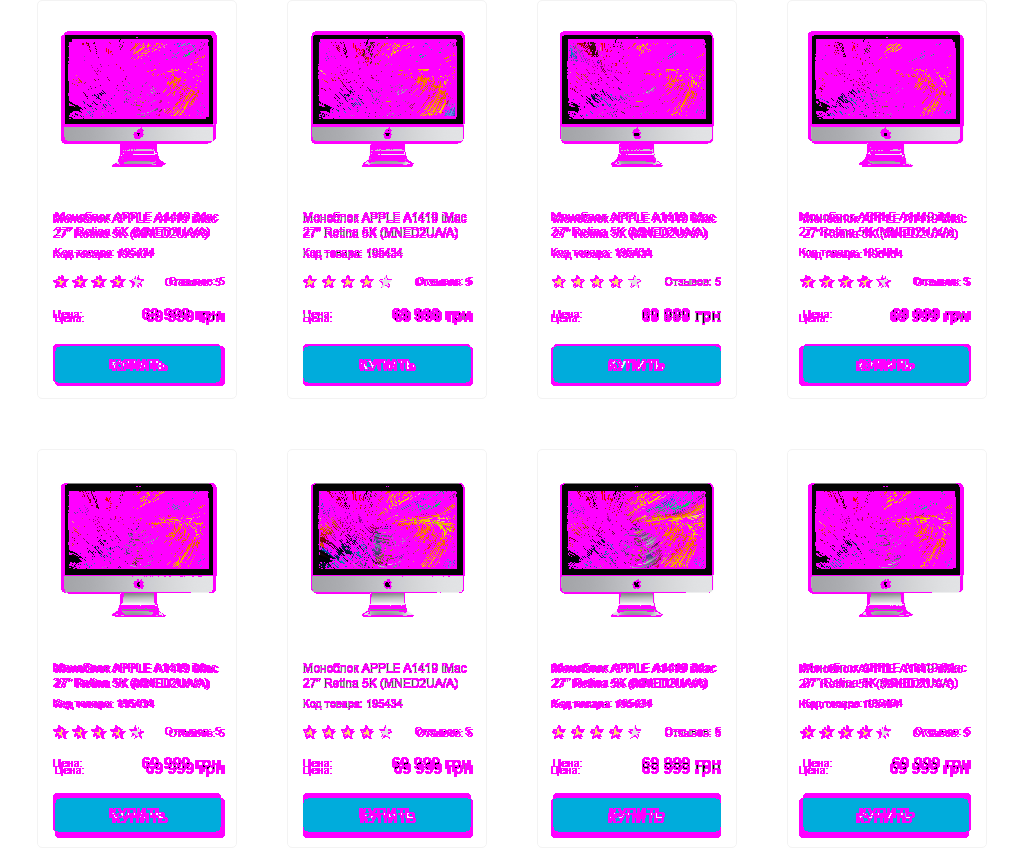 Моноблок APPLE A1419 iMac
27" Retina 5K (MNED2UA/A)
Код товара: 195434
Отзывов: 5
Цена:
69 999 грн
КУПИТЬ
Моноблок APPLE A1419 iMac
27" Retina 5K (MNED2UA/A)
Код товара: 195434
Отзывов: 5
Цена:
69 999 грн
КУПИТЬ
Моноблок APPLE A1419 iMac
27" Retina 5K (MNED2UA/A)
Код товара: 195434
Отзывов: 5
Цена:
69 999 грн
КУПИТЬ
Моноблок APPLE A1419 iMac
27" Retina 5K (MNED2UA/A)
Код товара: 195434
Отзывов: 5
Цена:
69 999 грн
КУПИТЬ
Моноблок APPLE A1419 iMac
27" Retina 5K (MNED2UA/A)
Код товара: 195434
Отзывов: 5
Цена:
69 999 грн
КУПИТЬ
Моноблок APPLE A1419 iMac
27" Retina 5K (MNED2UA/A)
Код товара: 195434
Отзывов: 5
Цена:
69 999 грн
КУПИТЬ
Моноблок APPLE A1419 iMac
27" Retina 5K (MNED2UA/A)
Код товара: 195434
Отзывов: 5
Цена:
69 999 грн
КУПИТЬ
Моноблок APPLE A1419 iMac
27" Retina 5K (MNED2UA/A)
Код товара: 195434
Отзывов: 5
Цена:
69 999 грн
КУПИТЬ